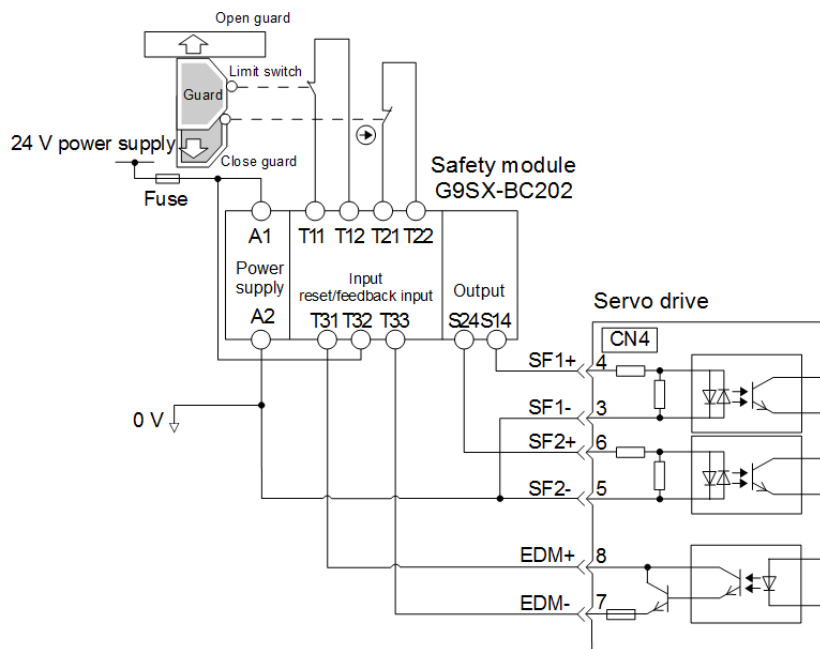 Open guard
Limit switch
Guard
24 V power supply
Close guard
Fuse
Safety module
G9SX-BC202
A1
T11
T12
T21
T22
Power
supply
Input
reset/feedback input
Output
A2
T31
T32
T33
S24
S14
Servo drive
CN4
SF1+
4
SF1-
3
0 V
SF2+
6
SF2-
5
EDM+
8
EDM-
7